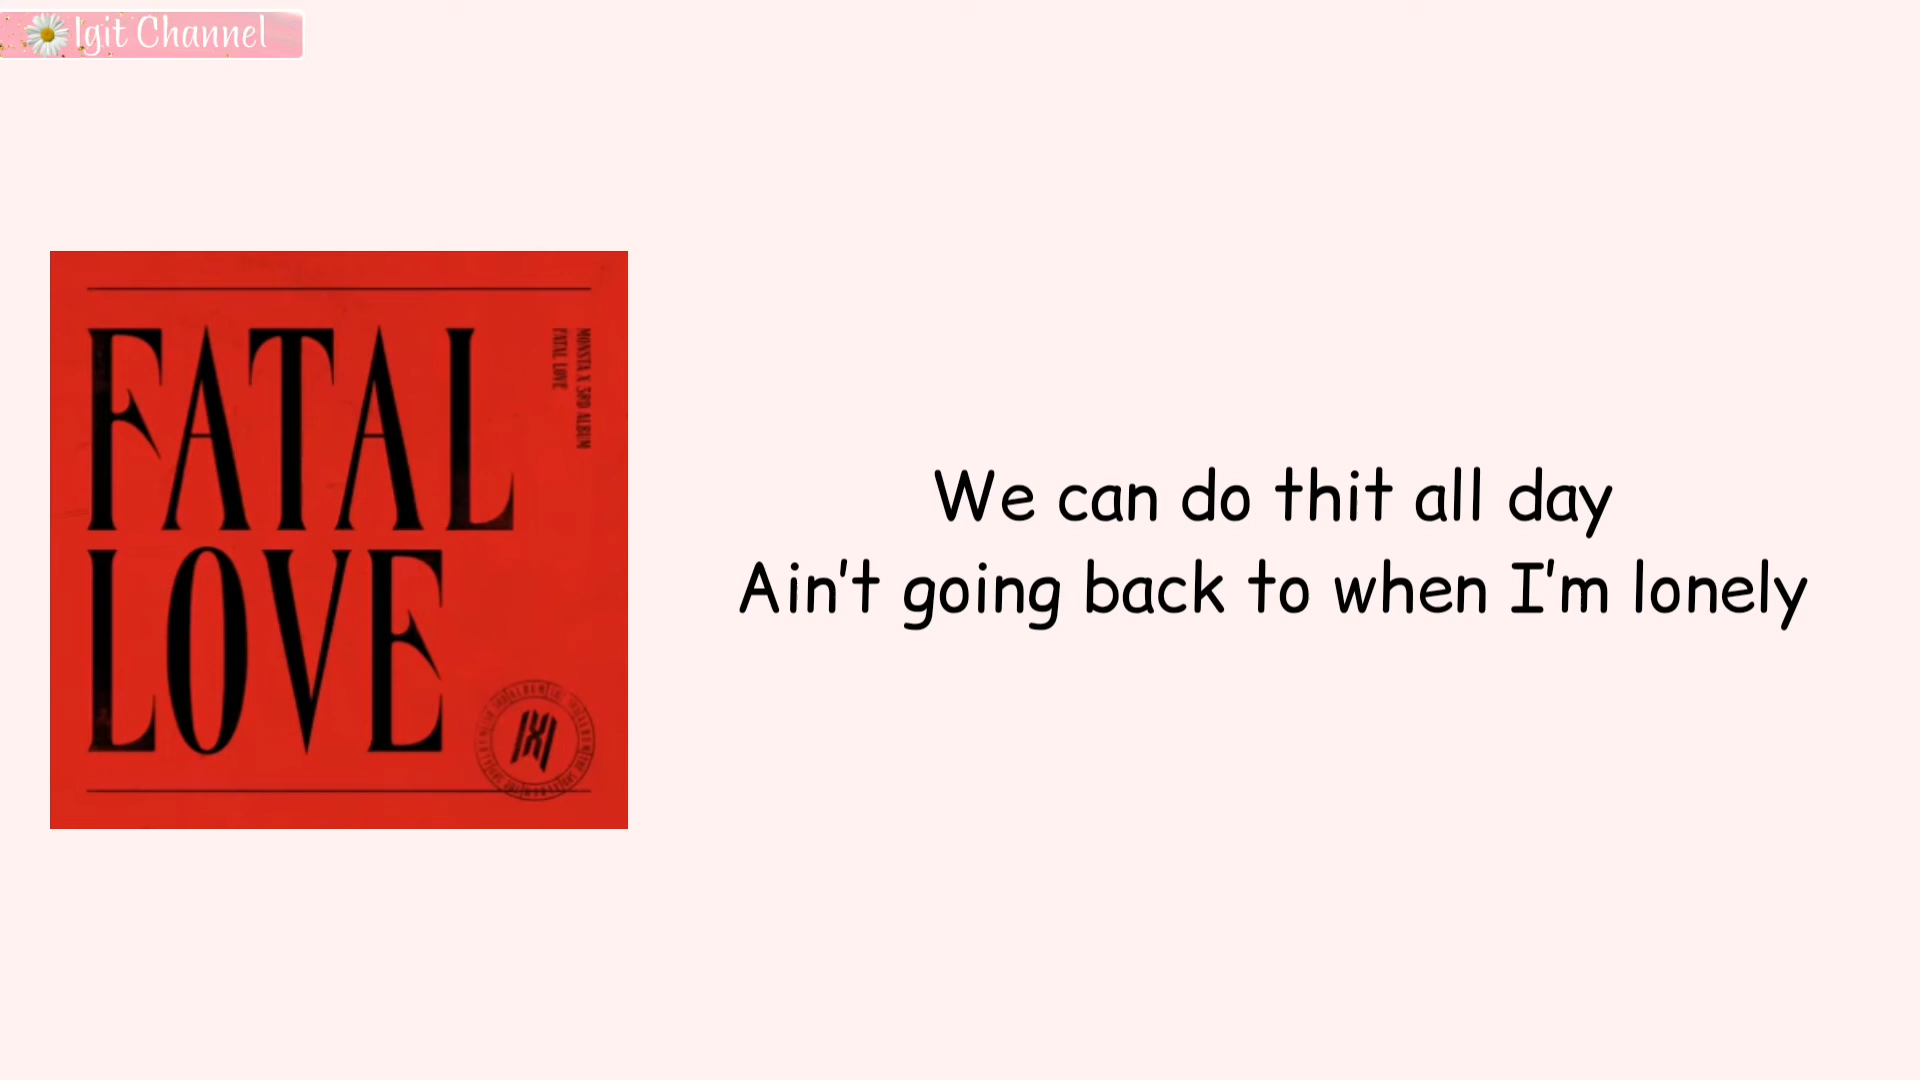 Igit Channel
FATAL
LOVE
MONSTA X 3RD ALBUM
FATAL LOVE
We can do thit all day
Ain't going back to when I'm lonely